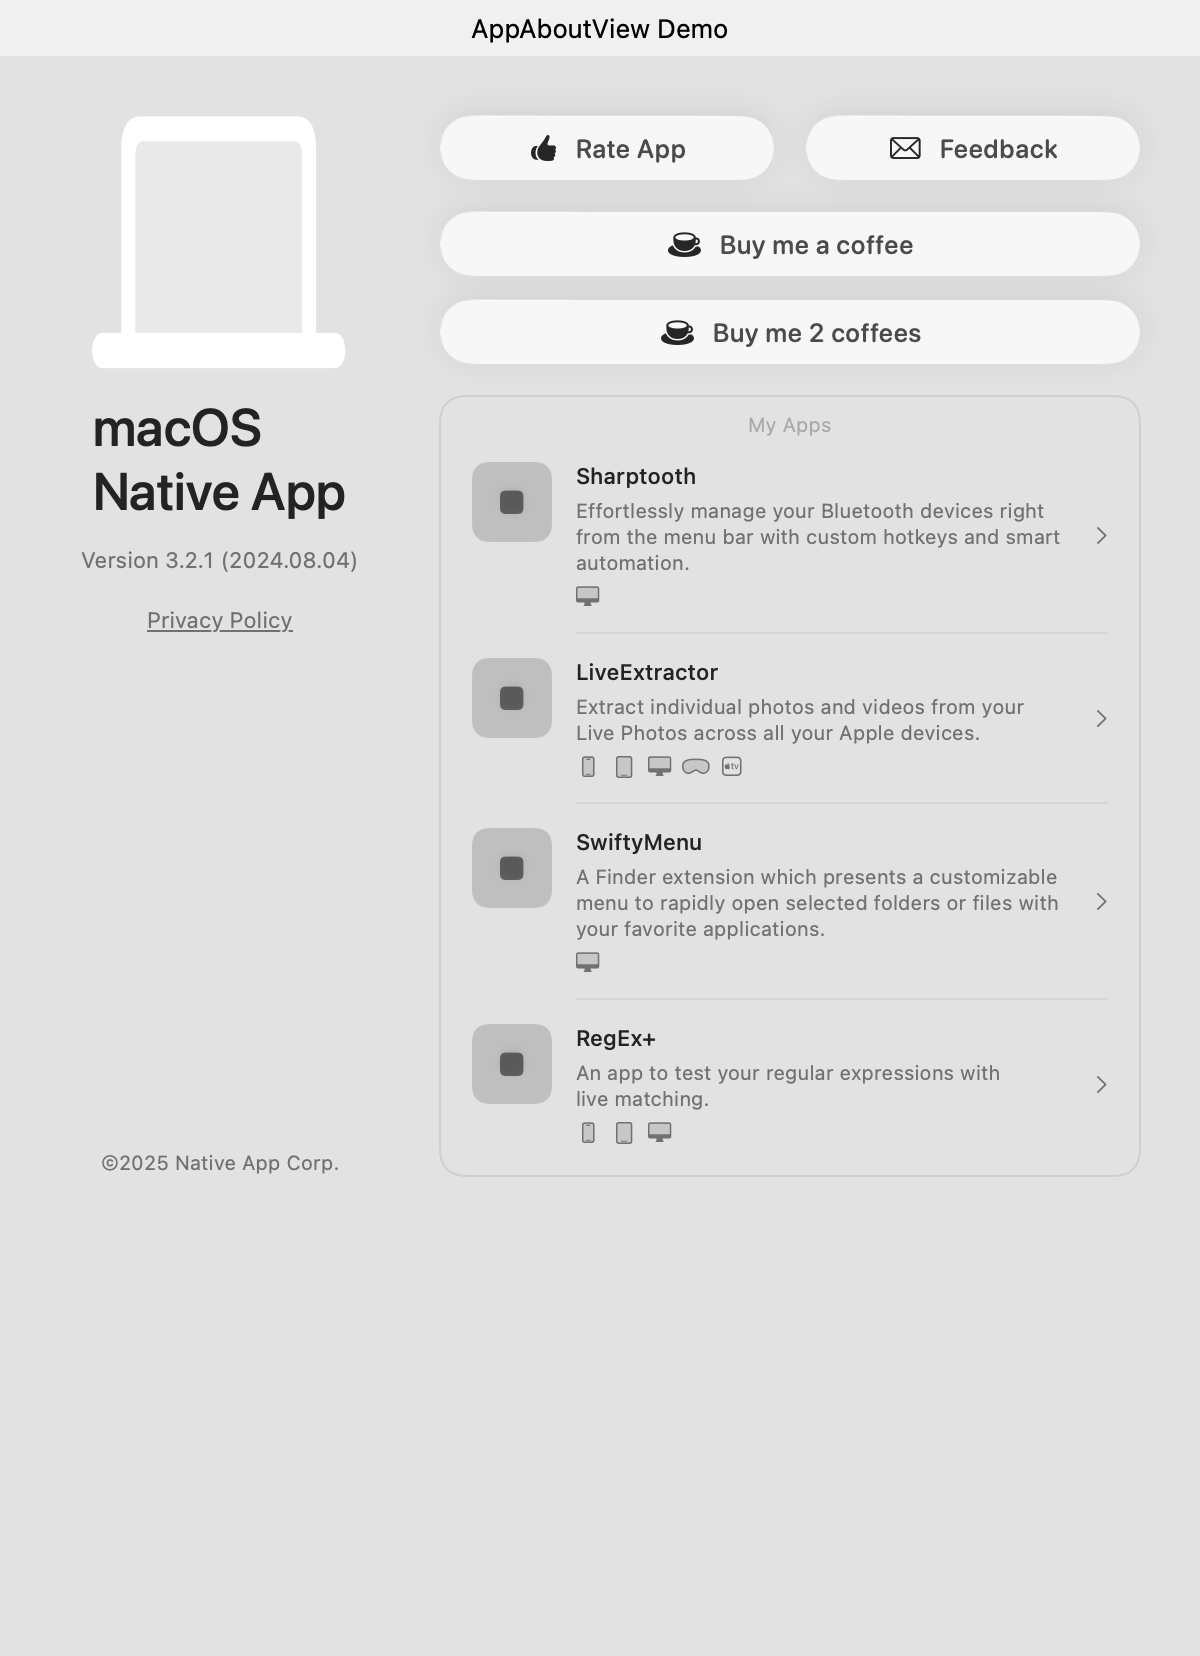 AppAboutView Demo
macOS
Native App
Version 3.2.1 (2024.08.04)
Privacy Policy
©2025 Native App Corp.
Rate App
Feedback
Buy me a coffee
Buy me 2 coffees
My Apps
Sharptooth
Effortlessly manage your Bluetooth devices right
from the menu bar with custom hotkeys and smart
automation.
LiveExtractor
Extract individual photos and videos from your
Live Photos across all your Apple devices.
tv
SwiftyMenu
A Finder extension which presents a customizable
menu to rapidly open selected folders or files with
your favorite applications.
RegEx+
An app to test your regular expressions with
live matching.